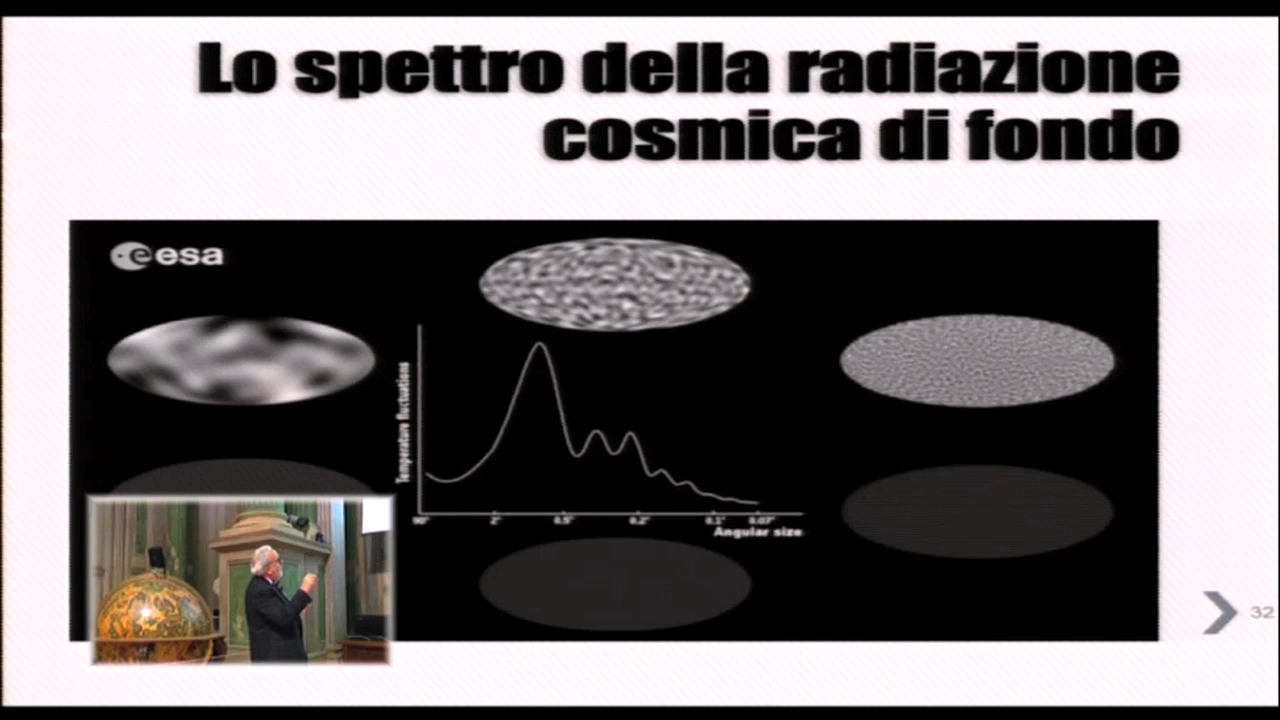 Lo spettro della radiazione
cosmica di fondo
esa
Temperature fluctuations
90° 2° 0.5° 0.2° 0.1° 0.07°
Angular size
32